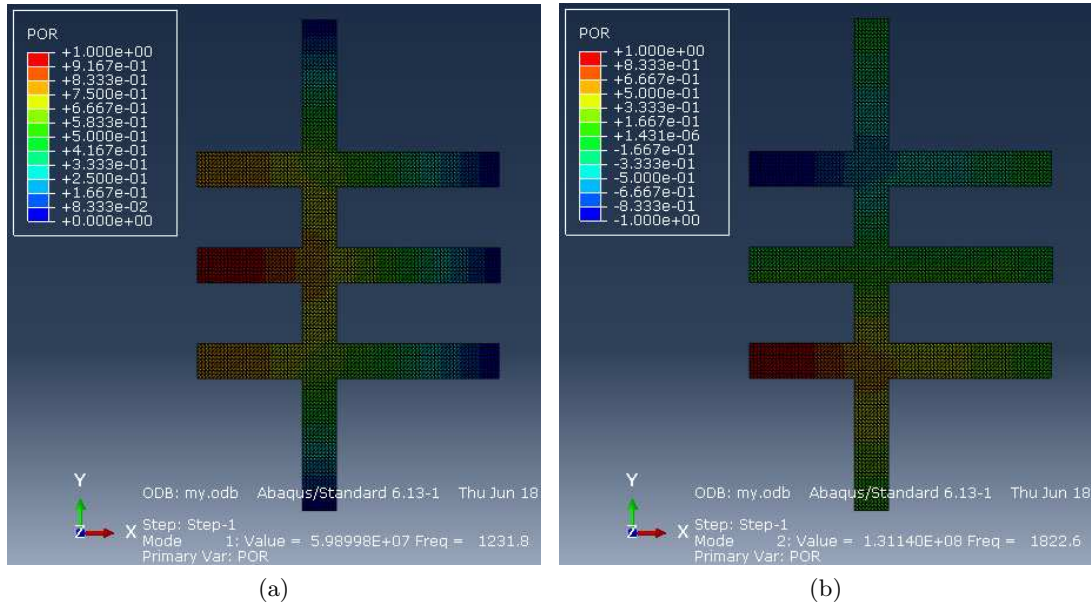 POR
+1.000e+00
+9.167e-01
+8.333e-01
+7.500e-01
+6.667e-01
+5.833e-01
+5.000e-01
+4.167e-01
+3.333e-01
+2.500e-01
+1.667e-01
+8.333e-02
+0.000e+00
Y
X
Z
ODB: my.odb Abaqus/Standard 6.13-1 Thu Jun 18
Step: Step-1
Mode 1: Value = 5.98998E+07 Freq = 1231.8
Primary Var: POR
(a)
POR
+1.000e+00
+8.333e-01
+6.667e-01
+5.000e-01
+3.333e-01
+1.667e-01
+1.431e-06
-1.667e-01
-3.333e-01
-5.000e-01
-6.667e-01
-8.333e-01
-1.000e+00
Y
X
Z
ODB: my.odb Abaqus/Standard 6.13-1 Thu Jun 18
Step: Step-1
Mode 2: Value = 1.31140E+08 Freq = 1822.6
Primary Var: POR
(b)